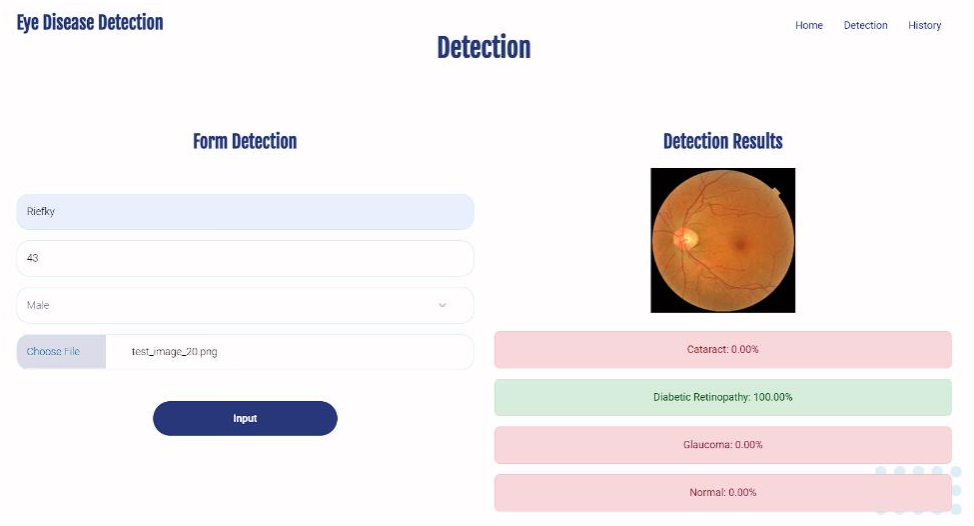 Eye Disease Detection
Home Detection History
Detection
Form Detection
Riefky
43
Male
Choose File test_image_20.png
Input
Detection Results
Cataract: 0.00%
Diabetic Retinopathy: 100.00%
Glaucoma: 0.00%
Normal: 0.00%